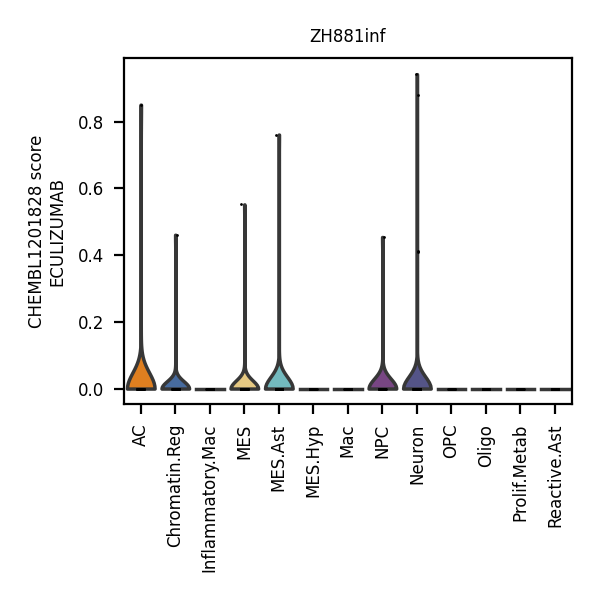 ZH881inf
CHEMBL1201828 score
ECULIZUMAB
0.8
0.6
0.4
0.2
0.0
AC
Chromatin.Reg
Inflammatory.Mac
MES
MES.Ast
MES.Hyp
Mac
NPC
Neuron
OPC
Oligo
Prolif.Metab
Reactive.Ast